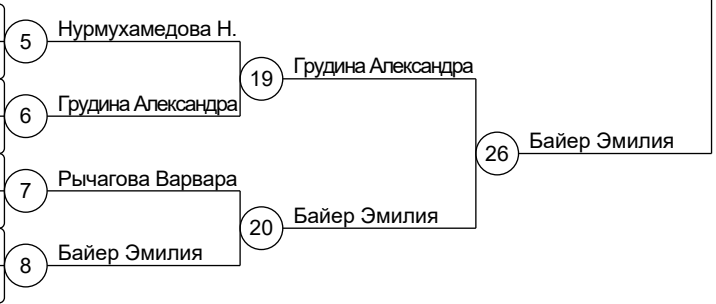 5
Нурмухамедова Н.
19
Грудина Александра
6
Грудина Александра
26
Байер Эмилия
7
Рычагова Варвара
20
Байер Эмилия
8
Байер Эмилия